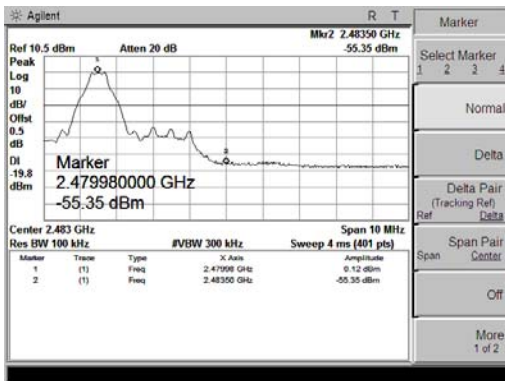 Agilent R T
Mkr2 2.48350 GHz
Ref 10.5 dBm Atten 20 dB -55.35 dBm
Peak
Log
10
dB/
Offst
0.5
dB
DI
-19.8
dBm
1
2
Marker
2.479980000 GHz
-55.35 dBm
Center 2.483 GHz Span 10 MHz
Res BW 100 kHz #VBW 300 kHz Sweep 4 ms (401 pts)
Marker Trace Type X Axis Amplitude
1 (1) Freq 2.47998 GHz 0.12 dBm
2 (1) Freq 2.48350 GHz -55.35 dBm
Marker
Select Marker
1 2 3 4
Normal
Delta
Delta Pair
(Tracking Ref)
Ref Delta
Span Pair
Span Center
Off
More
1 of 2